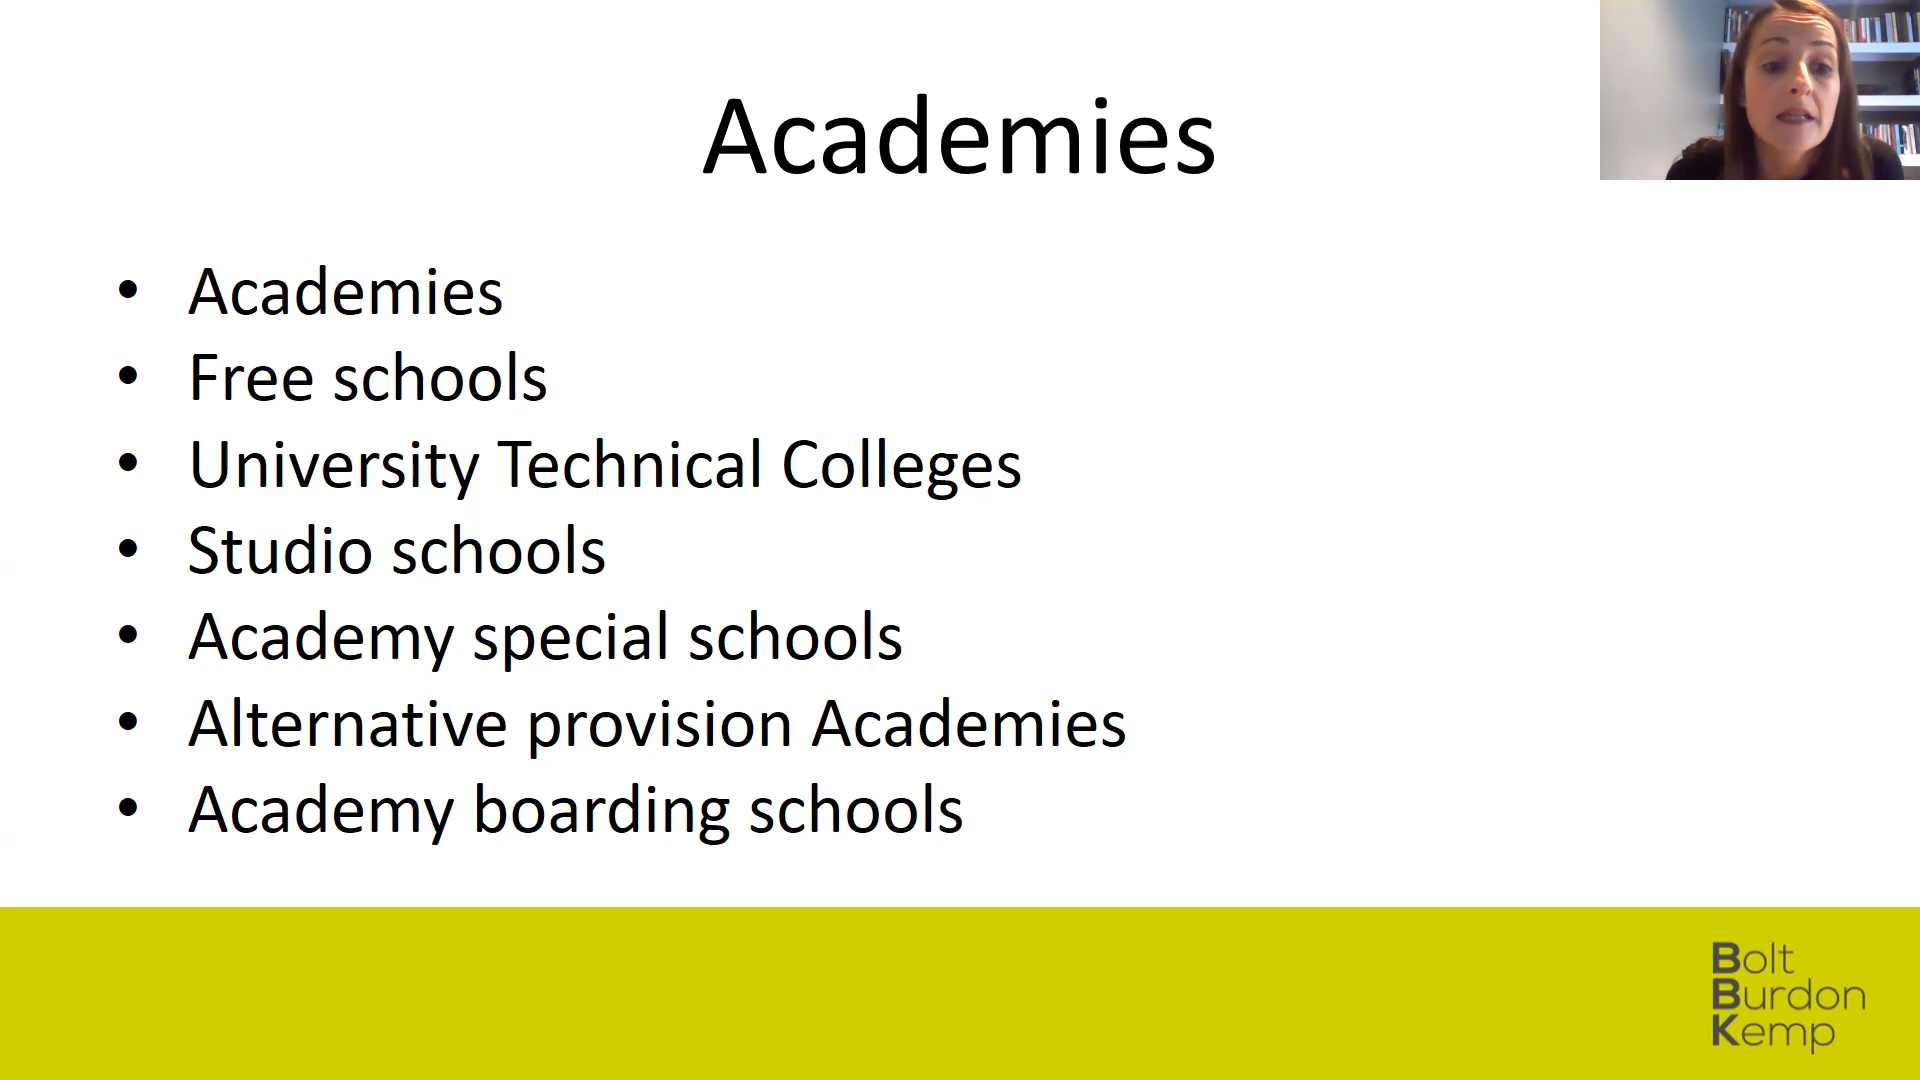 Academies
• Academies
• Free schools
• University Technical Colleges
• Studio schools
• Academy special schools
• Alternative provision Academies
• Academy boarding schools
Bolt
Burdon
Kemp